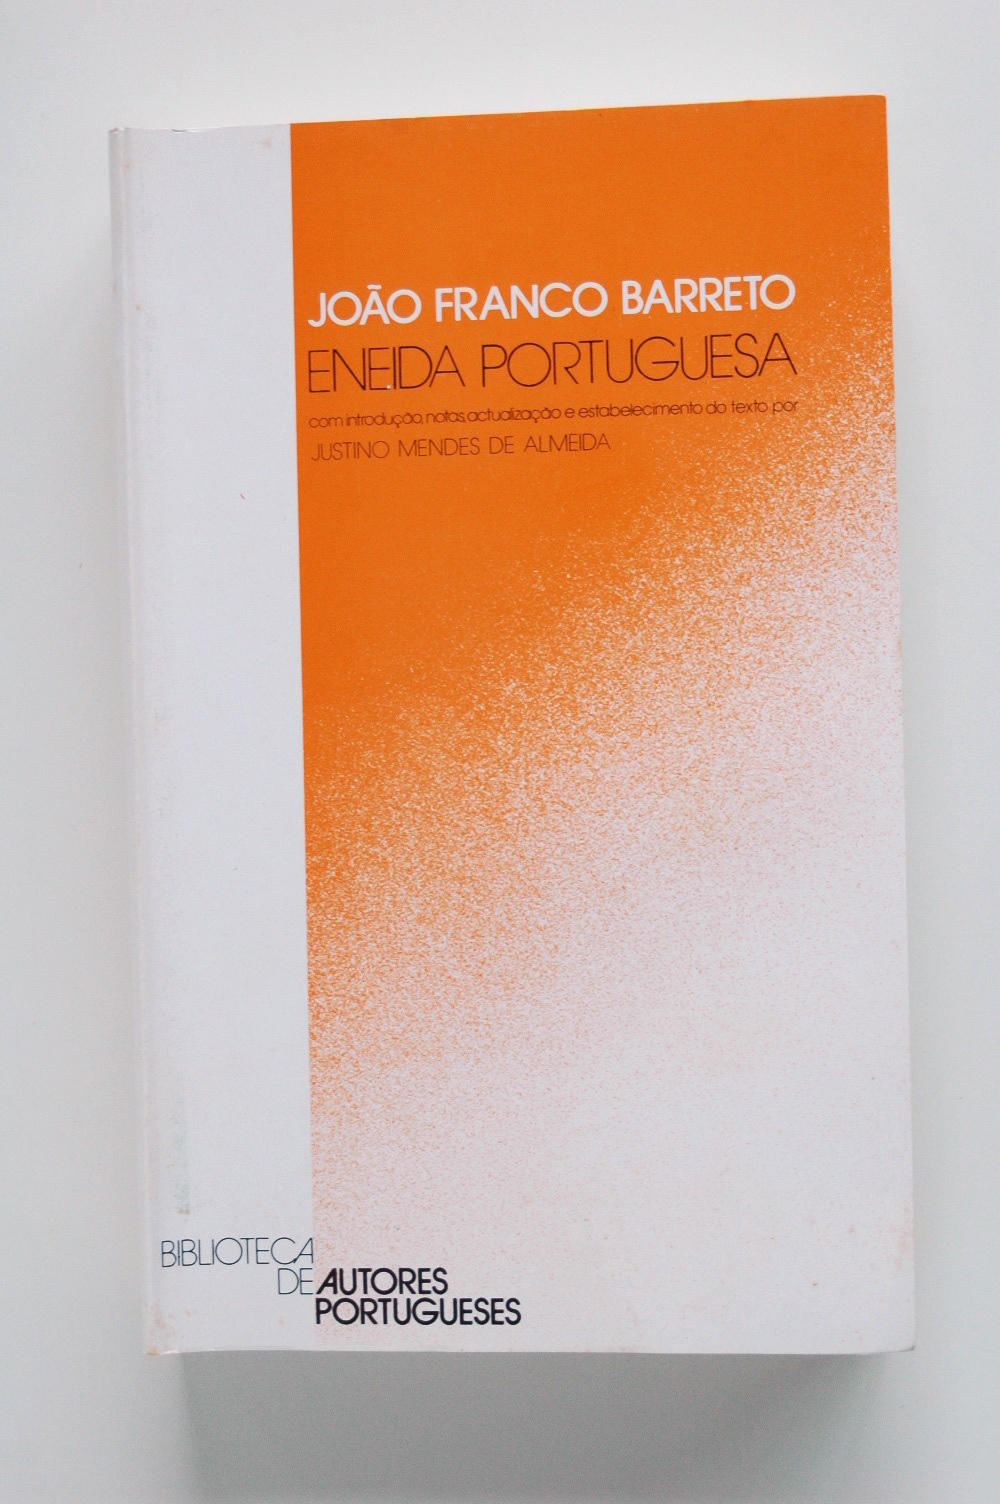 JOÃO FRANCO BARRETO
ENEIDA PORTUGUESA
com introdução, notas, actualização e estabelecimento do texto por
JUSTINO MENDES DE ALMEIDA
BIBLIOTECA
DE AUTORES
PORTUGUESES